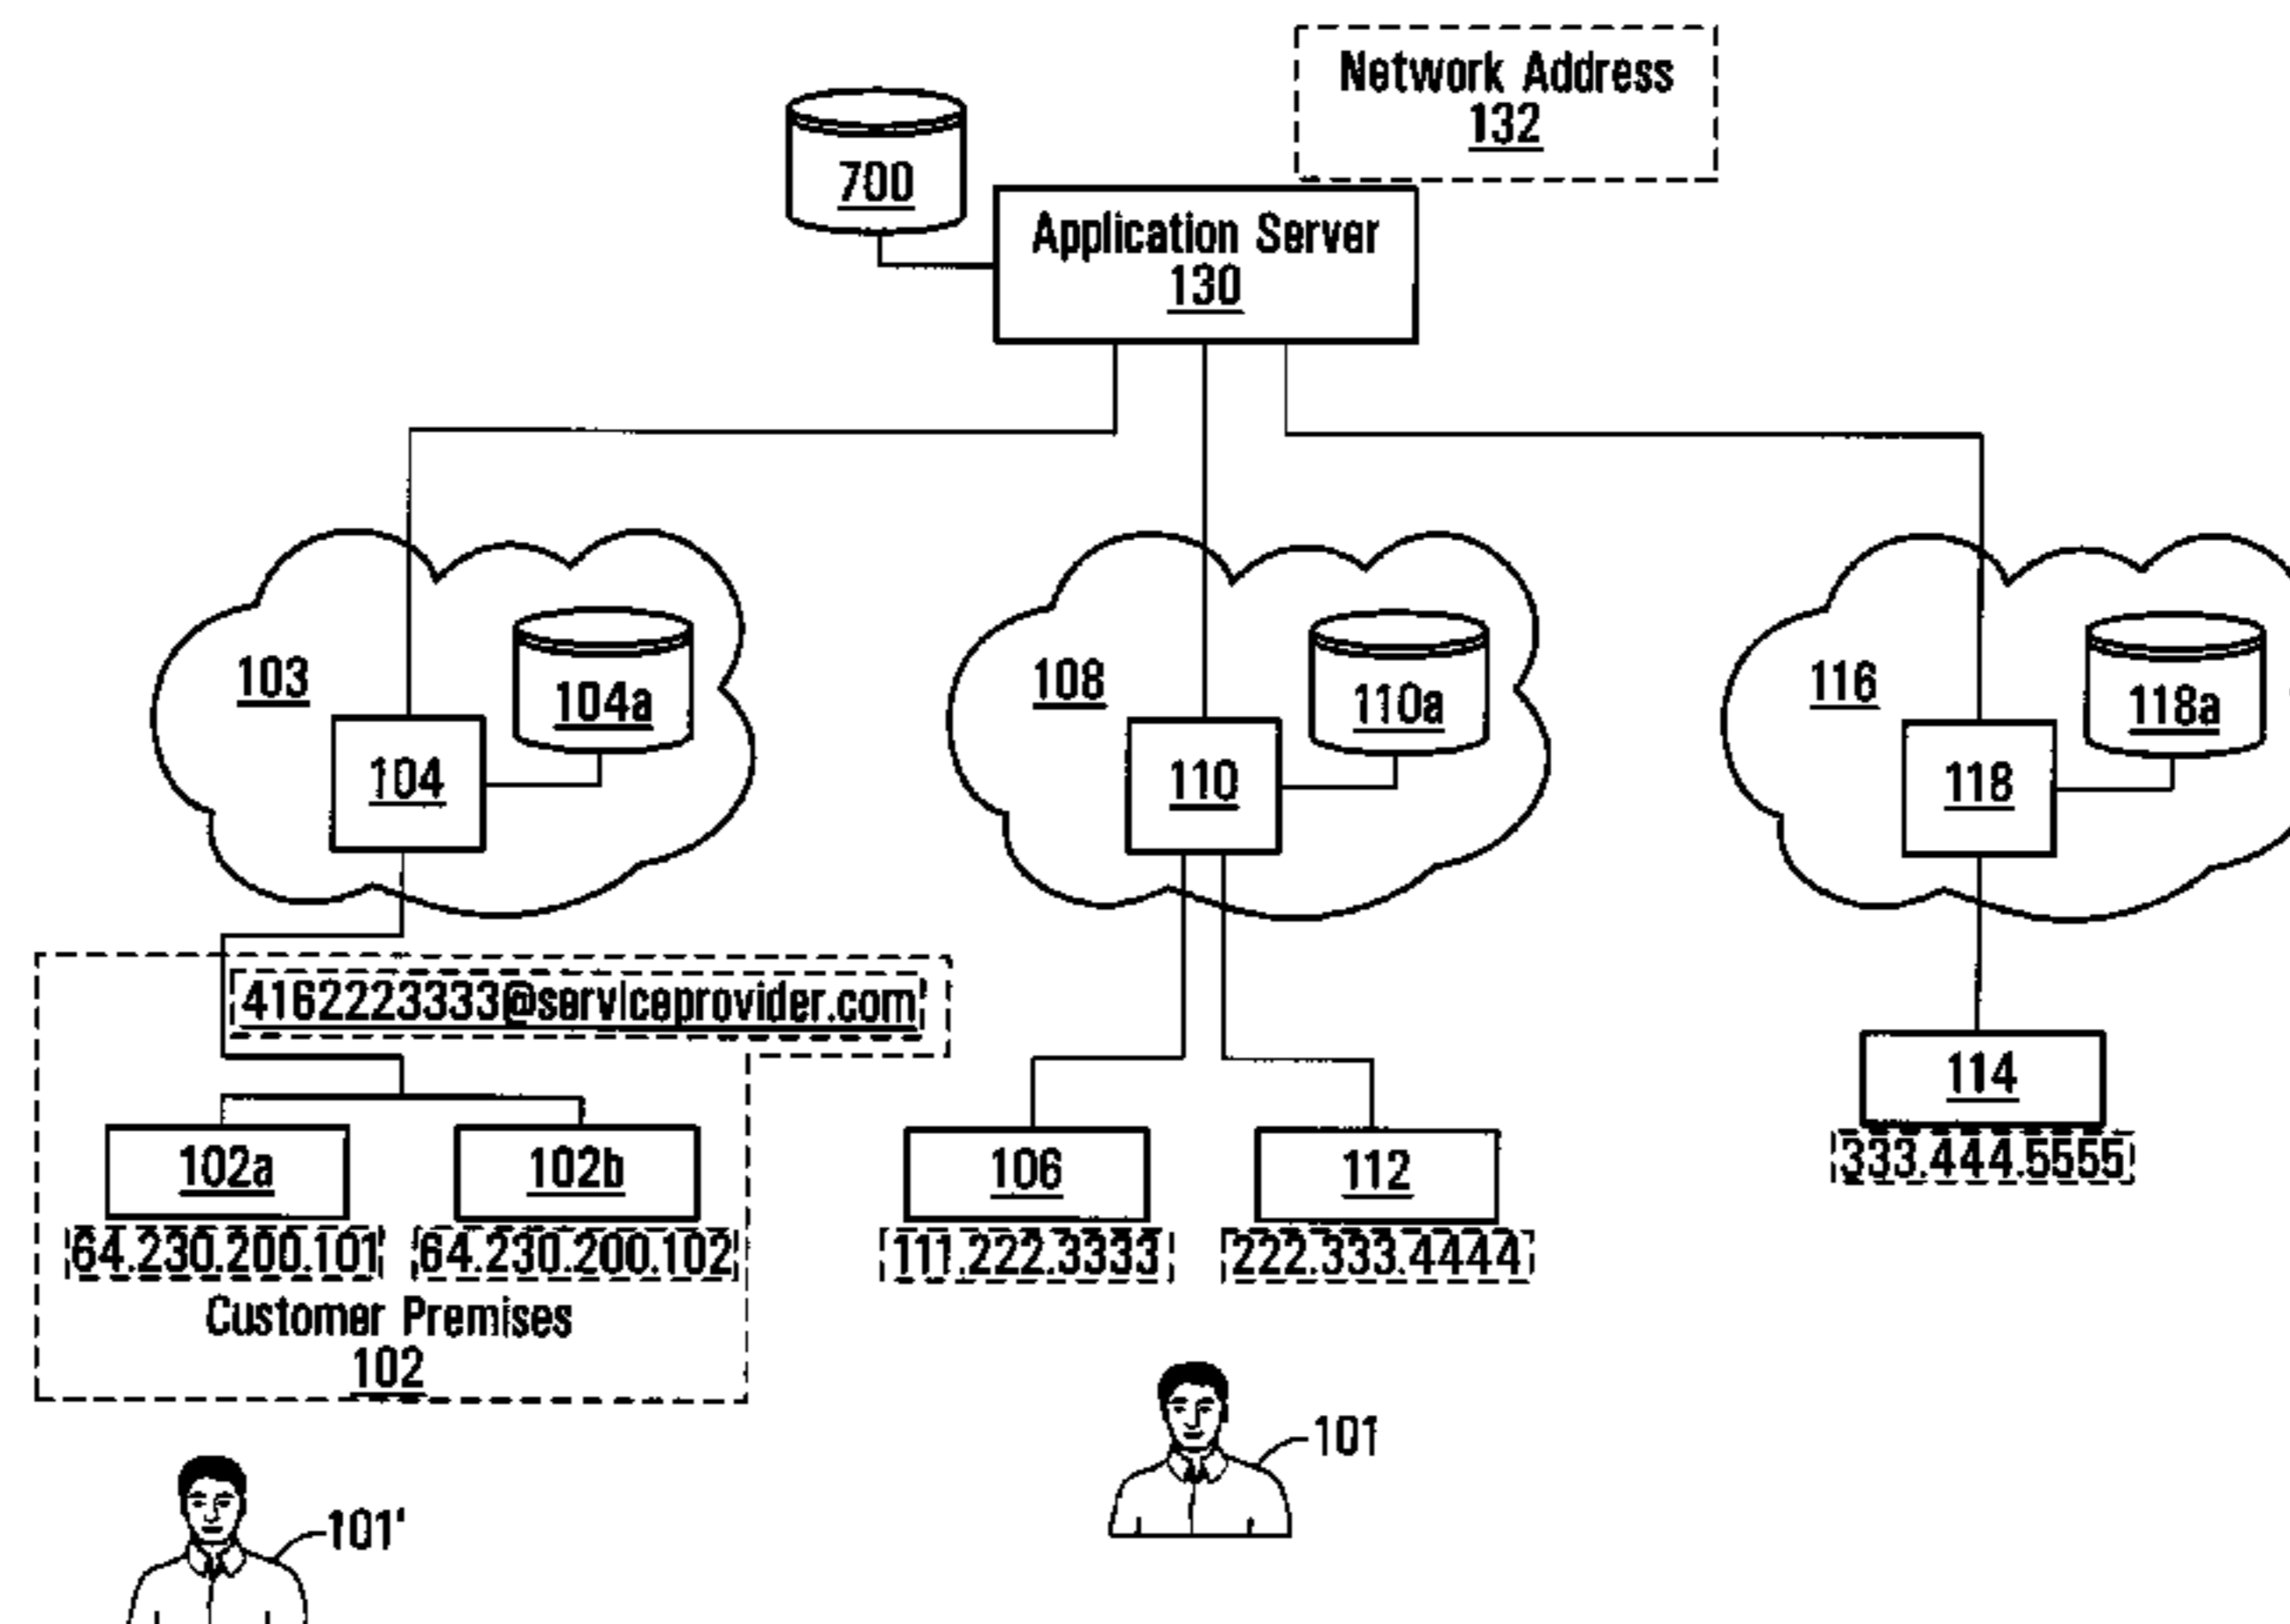 Network Address
132
700
Application Server
130
103
104a
104
108
110a
110
116
118a
118
4162223333@serviceprovider.com
114
333.444.5555
102a
102b
106
112
64.230.200.101
64.230.200.102
111.222.3333
222.333.4444
Customer Premises
102
101
101'